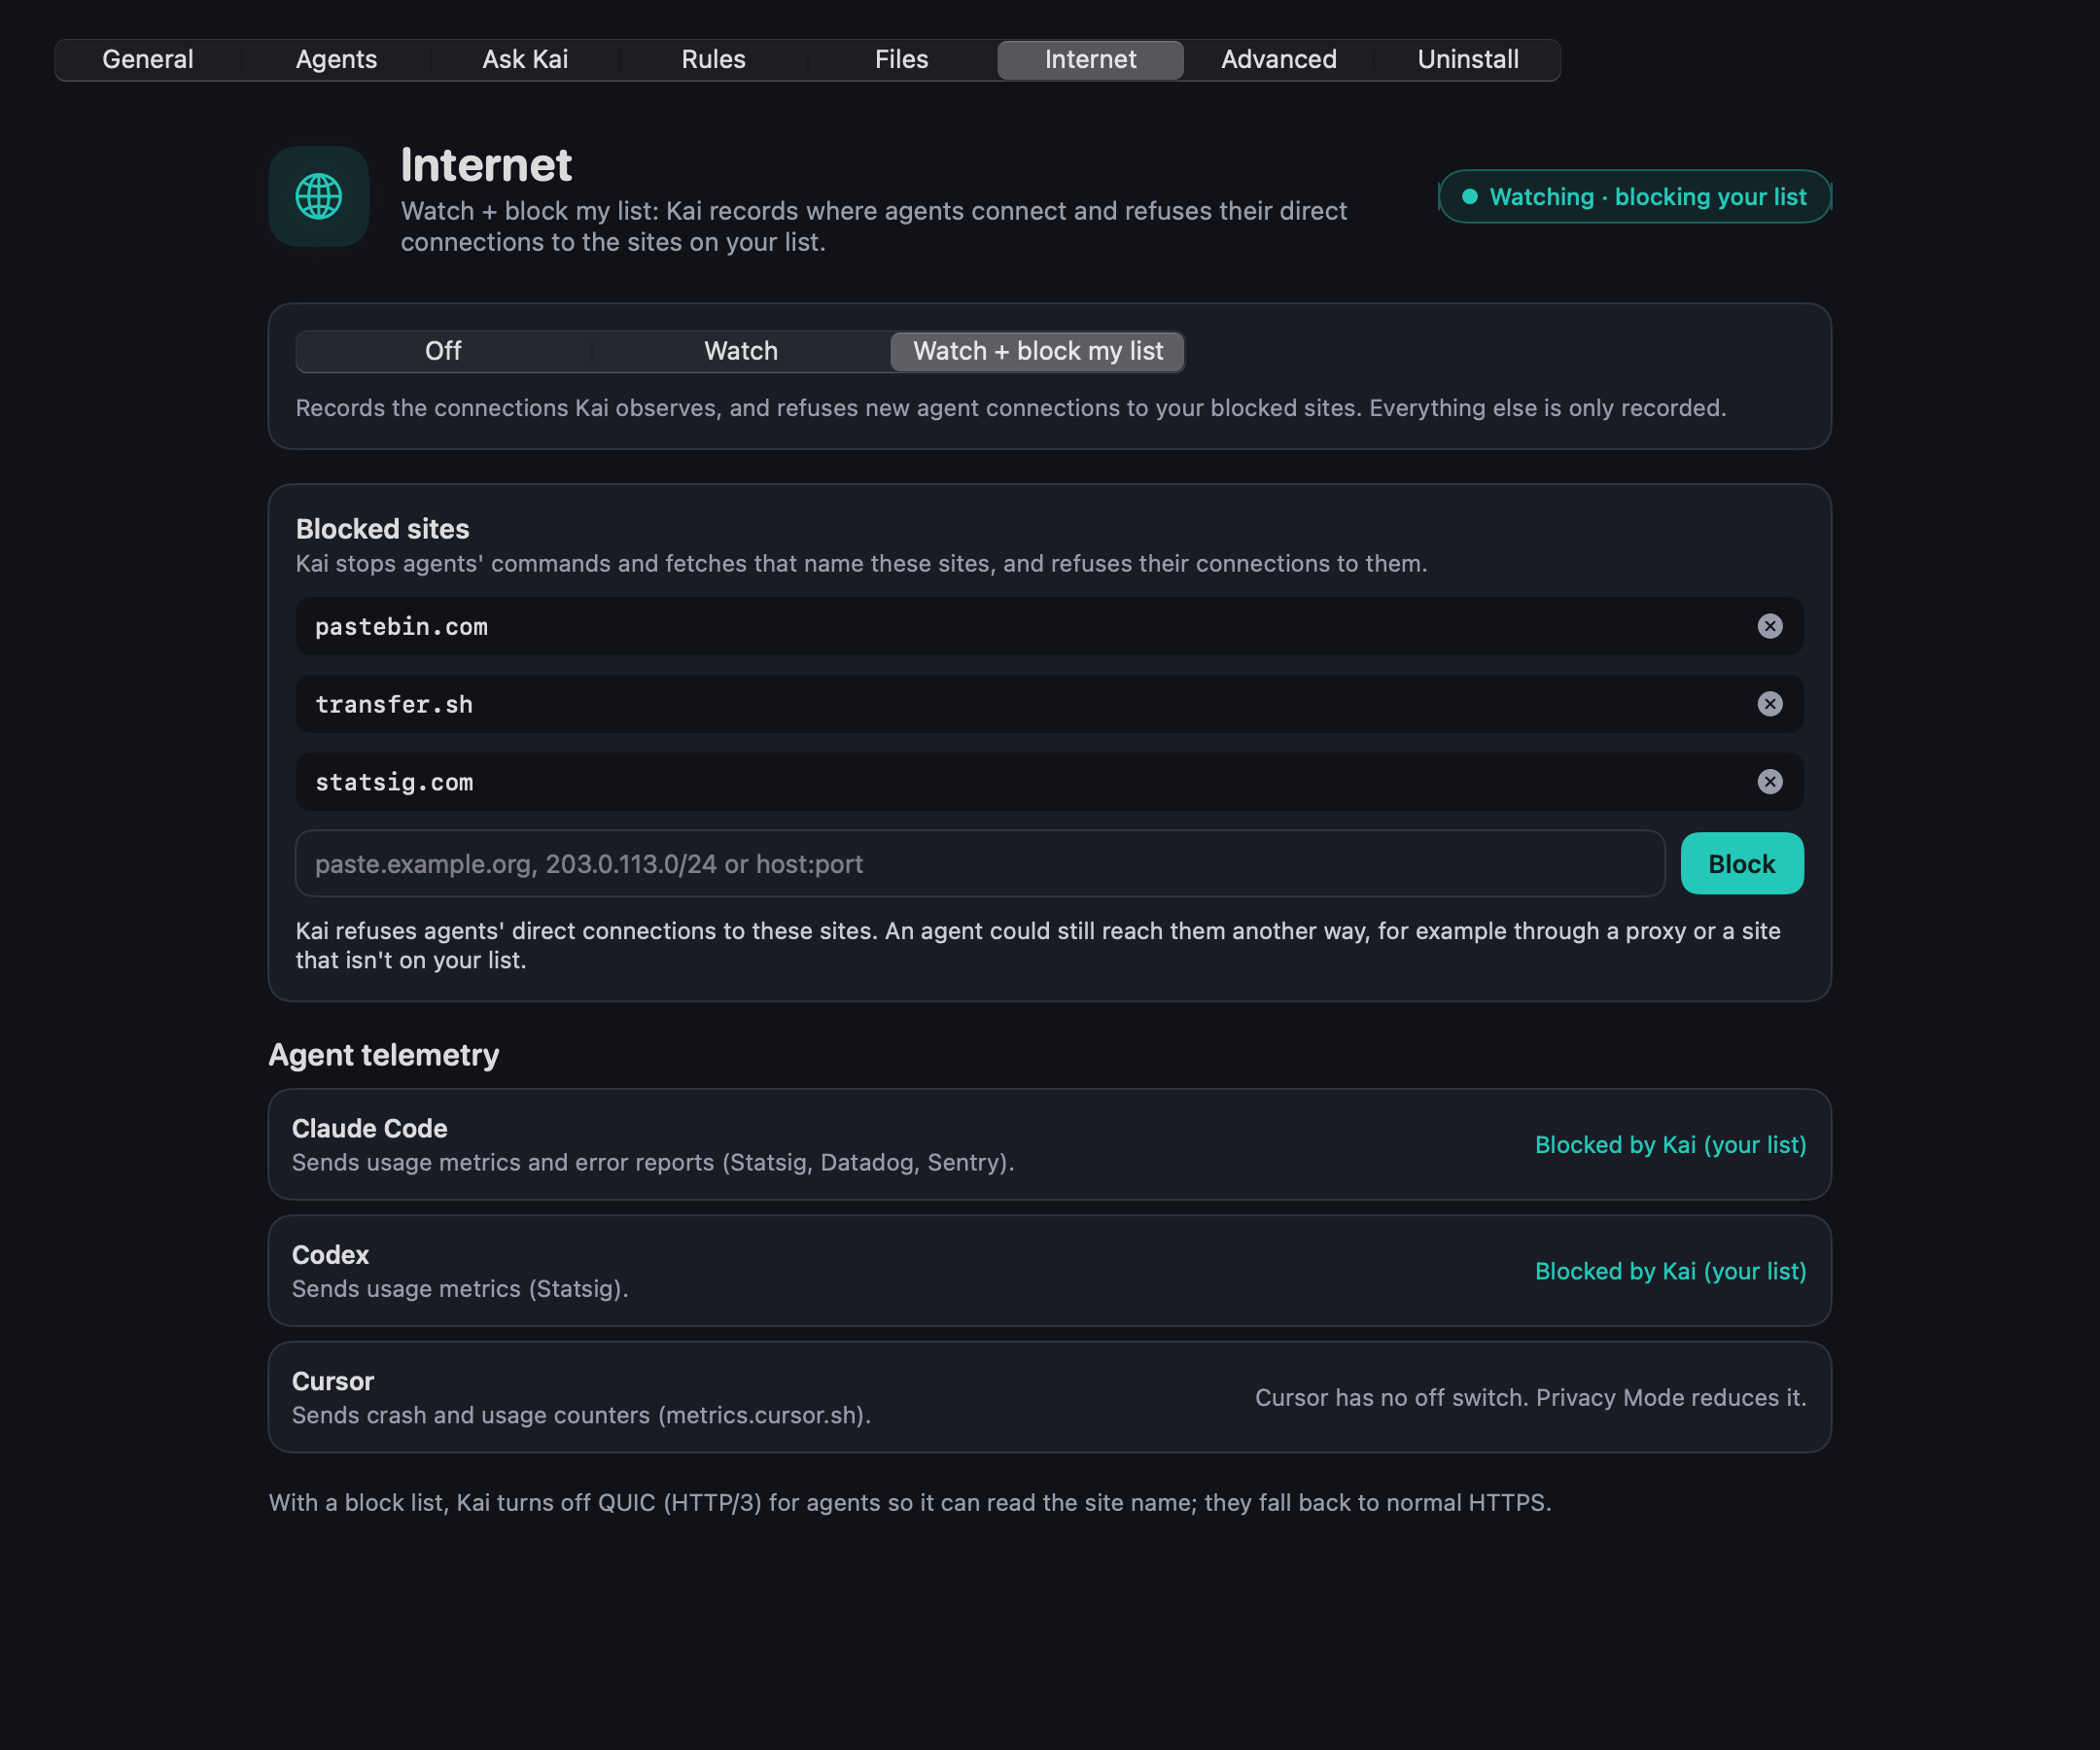 General
Agents
Ask Kai
Rules
Files
Internet
Advanced
Uninstall
Internet
Watch + block my list: Kai records where agents connect and refuses their direct
connections to the sites on your list.
Watching · blocking your list
Off
Watch
Watch + block my list
Records the connections Kai observes, and refuses new agent connections to your blocked sites. Everything else is only recorded.
Blocked sites
Kai stops agents' commands and fetches that name these sites, and refuses their connections to them.
pastebin.com
transfer.sh
statsig.com
paste.example.org, 203.0.113.0/24 or host:port
Block
Kai refuses agents' direct connections to these sites. An agent could still reach them another way, for example through a proxy or a site
that isn't on your list.
Agent telemetry
Claude Code
Sends usage metrics and error reports (Statsig, Datadog, Sentry).
Blocked by Kai (your list)
Codex
Sends usage metrics (Statsig).
Blocked by Kai (your list)
Cursor
Sends crash and usage counters (metrics.cursor.sh).
Cursor has no off switch. Privacy Mode reduces it.
With a block list, Kai turns off QUIC (HTTP/3) for agents so it can read the site name; they fall back to normal HTTPS.